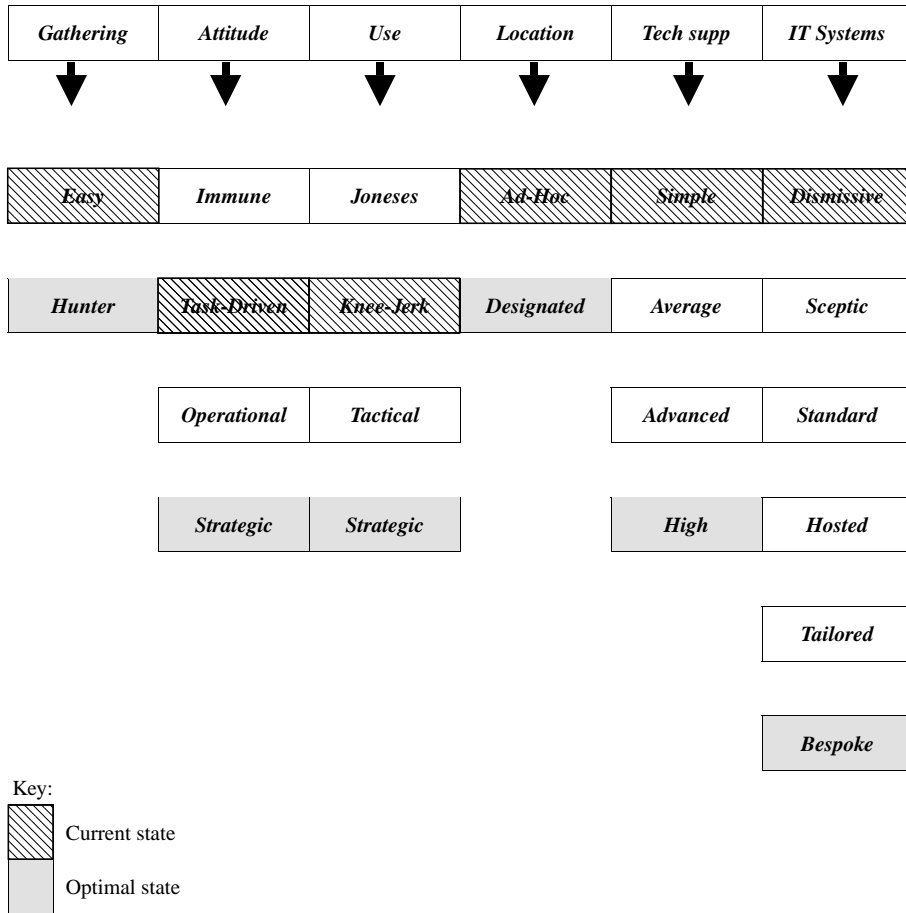 Gathering Attitude Use Location Tech supp IT Systems
Easy Immune Joneses Ad-Hoc Simple Dismissive
Hunter Task-Driven Knee-Jerk Designated Average Sceptic
Operational Tactical Advanced Standard
Strategic Strategic High Hosted
Tailored
Bespoke
Key:
Current state
Optimal state